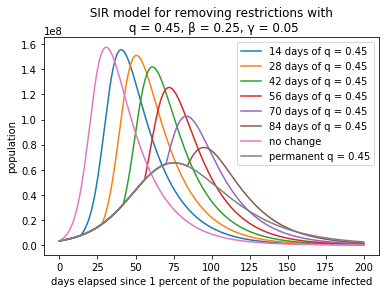 SIR model for removing restrictions with
q = 0.45, β = 0.25, γ = 0.05
1e8
1.6
1.4
1.2
1.0
0.8
0.6
0.4
0.2
0.0
population
14 days of q = 0.45
28 days of q = 0.45
42 days of q = 0.45
56 days of q = 0.45
70 days of q = 0.45
84 days of q = 0.45
no change
permanent q = 0.45
0 25 50 75 100 125 150 175 200
days elapsed since 1 percent of the population became infected